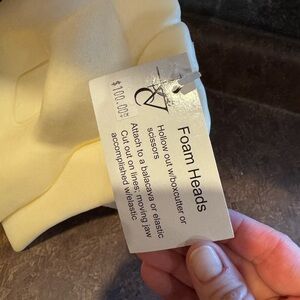 $100.00
Foam Heads
Hollow out w/boxcutter or
scissors
Attach to a balacava or elastic
Cut out on lines; moving jaw
accomplished w/elastic